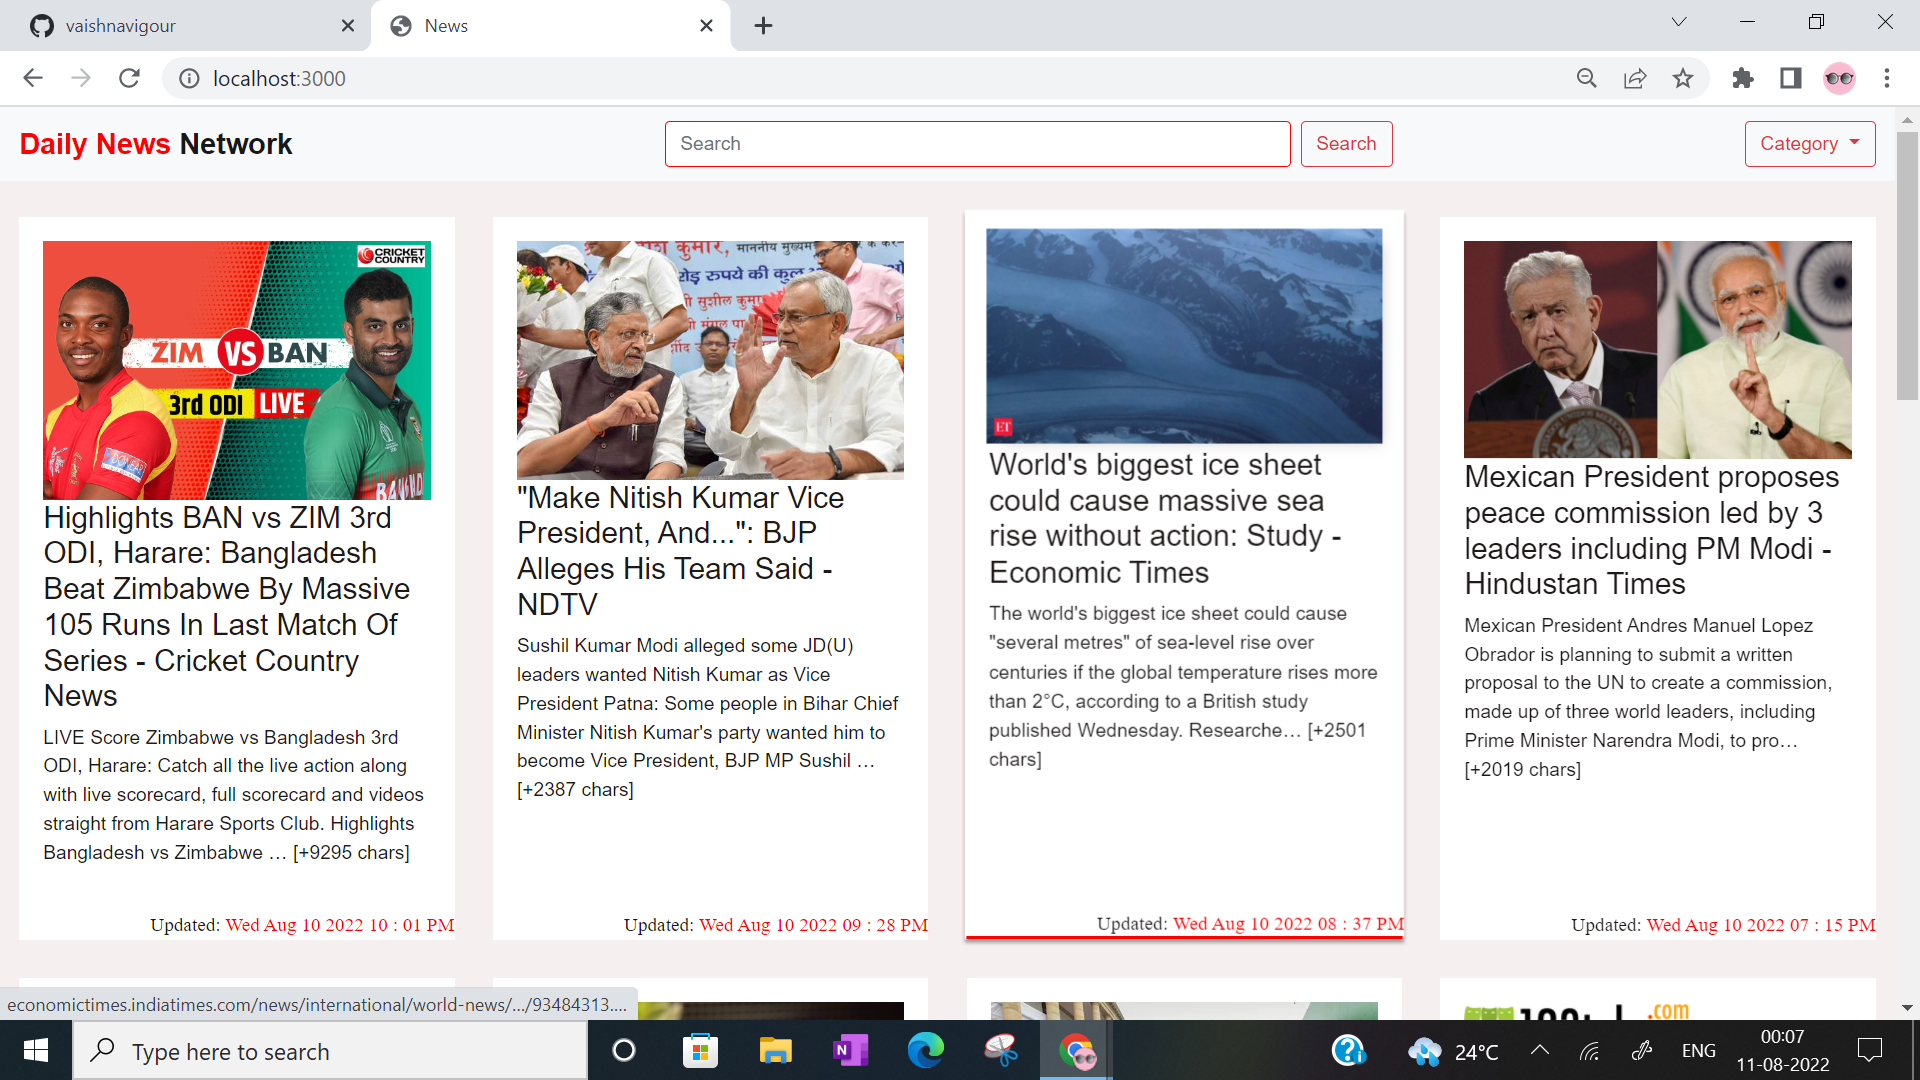 vaishnavigour
News
localhost:3000
Daily News Network
Search
Search
Category
CRICKET
COUNTRY
ZIM VS BAN
3rd ODI LIVE
Highlights BAN vs ZIM 3rd
ODI, Harare: Bangladesh
Beat Zimbabwe By Massive
105 Runs In Last Match Of
Series - Cricket Country
News
LIVE Score Zimbabwe vs Bangladesh 3rd
ODI, Harare: Catch all the live action along
with live scorecard, full scorecard and videos
straight from Harare Sports Club. Highlights
Bangladesh vs Zimbabwe … [+9295 chars]
Updated: Wed Aug 10 2022 10 : 01 PM
कुमार, माननीय
रुपये की कुल
सुशील
"Make Nitish Kumar Vice
President, And...": BJP
Alleges His Team Said -
NDTV
Sushil Kumar Modi alleged some JD(U)
leaders wanted Nitish Kumar as Vice
President Patna: Some people in Bihar Chief
Minister Nitish Kumar's party wanted him to
become Vice President, BJP MP Sushil …
[+2387 chars]
Updated: Wed Aug 10 2022 09 : 28 PM
ET
World's biggest ice sheet
could cause massive sea
rise without action: Study -
Economic Times
The world's biggest ice sheet could cause
"several metres" of sea-level rise over
centuries if the global temperature rises more
than 2°C, according to a British study
published Wednesday. Researche… [+2501
chars]
Updated: Wed Aug 10 2022 08 : 37 PM
Mexican President proposes
peace commission led by 3
leaders including PM Modi -
Hindustan Times
Mexican President Andres Manuel Lopez
Obrador is planning to submit a written
proposal to the UN to create a commission,
made up of three world leaders, including
Prime Minister Narendra Modi, to pro…
[+2019 chars]
Updated: Wed Aug 10 2022 07 : 15 PM
.com
economictimes.indiatimes.com/news/international/world-news/.../93484313....
Type here to search
24°C
ENG
00:07
11-08-2022